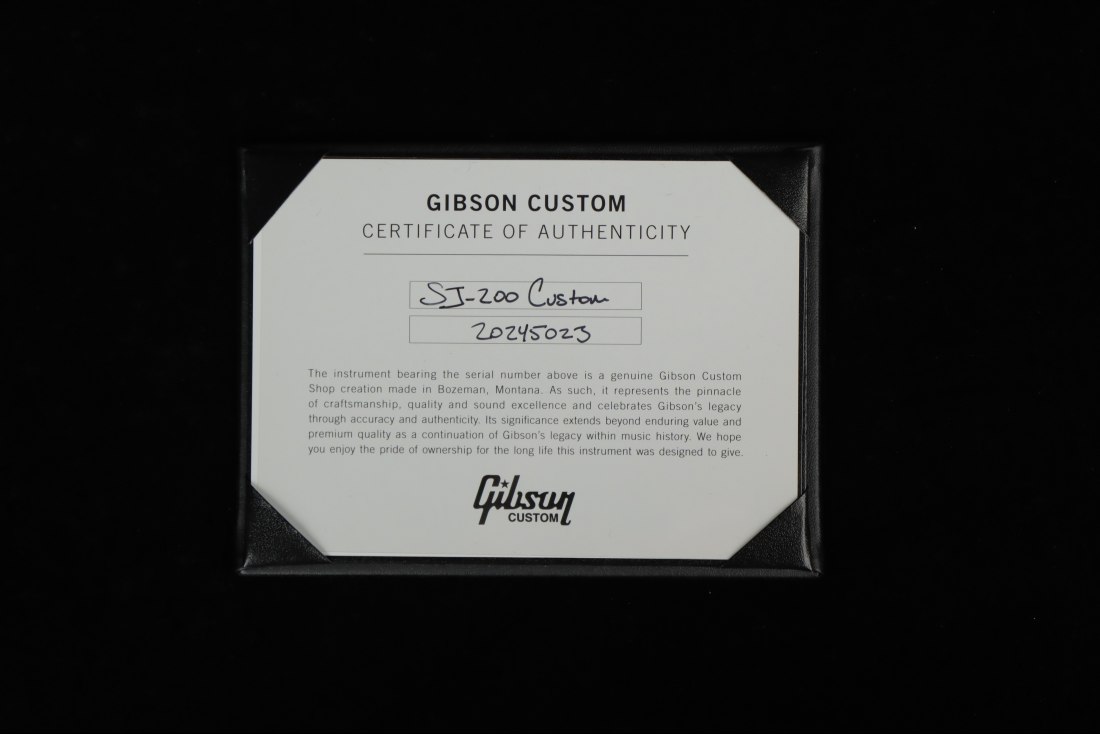 GIBSON CUSTOM
CERTIFICATE OF AUTHENTICITY
SJ-200 Custom
20245023
The instrument bearing the serial number above is a genuine Gibson Custom
Shop creation made in Bozeman, Montana. As such, it represents the pinnacle
of craftsmanship, quality and sound excellence and celebrates Gibson's legacy
through accuracy and authenticity. Its significance extends beyond enduring value and
premium quality as a continuation of Gibson's legacy within music history. We hope
you enjoy the pride of ownership for the long life this instrument was designed to give.
Gibson
CUSTOM